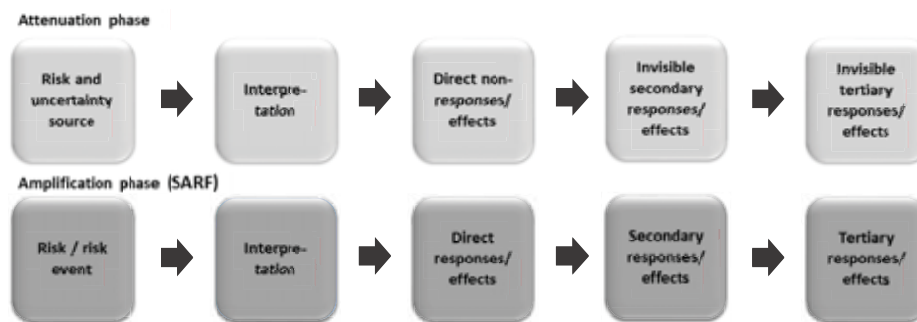 Attenuation phase
Risk and
uncertainty
source
Interpre-
tation
Direct non-
responses/
effects
Invisible
secondary
responses/
effects
Invisible
tertiary
responses/
effects
Amplification phase (SARF)
Risk / risk
event
Interpre-
tation
Direct
responses/
effects
Secondary
responses/
effects
Tertiary
responses/
effects